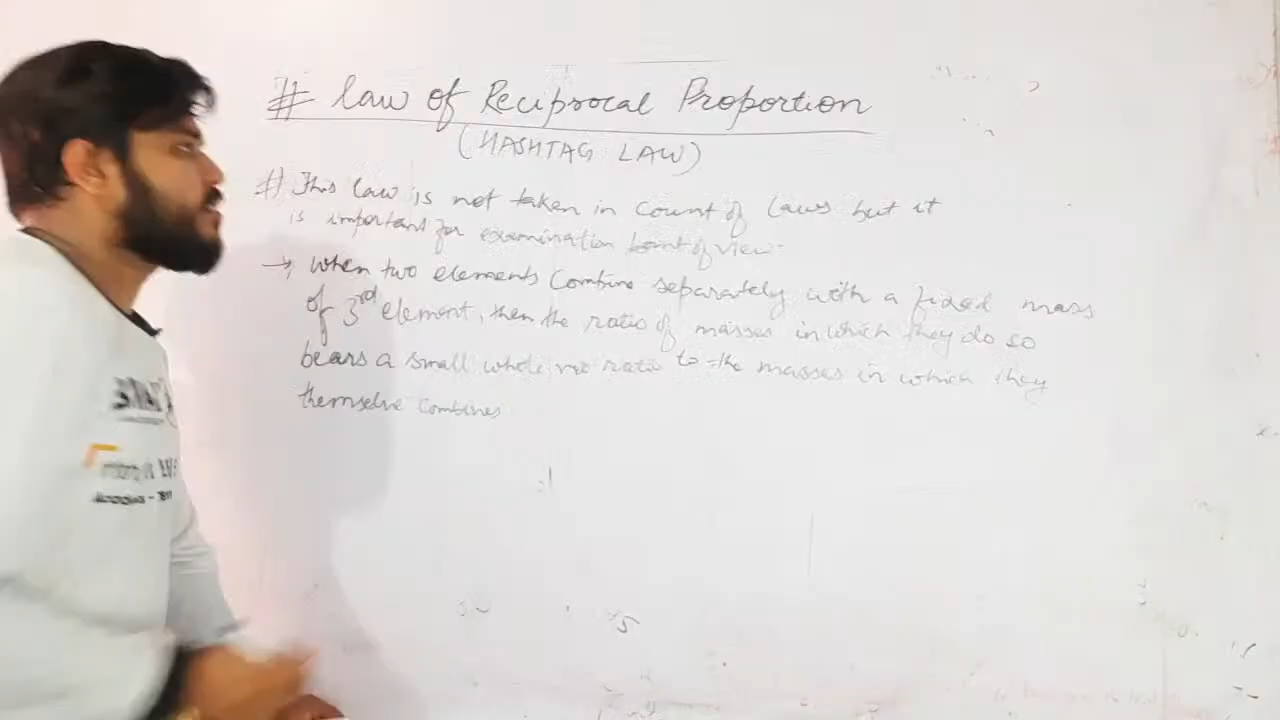 # Law of Reciprocal Proportion
(HASHTAG LAW)
# This law is not taken in count of laws but it
is important for examination point of view.
→ When two elements Combine separately with a fixed mass
of 3rd element, then the ratio of masses in which they do so
bears a small whole no ratio to the masses in which they
themselve Combines